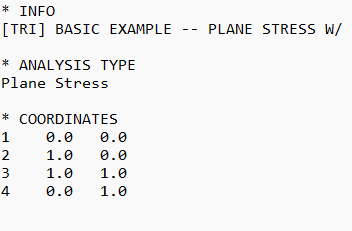 * INFO
[TRI] BASIC EXAMPLE -- PLANE STRESS W/
* ANALYSIS TYPE
Plane Stress
* COORDINATES
1    0.0   0.0
2    1.0   0.0
3    1.0   1.0
4    0.0   1.0